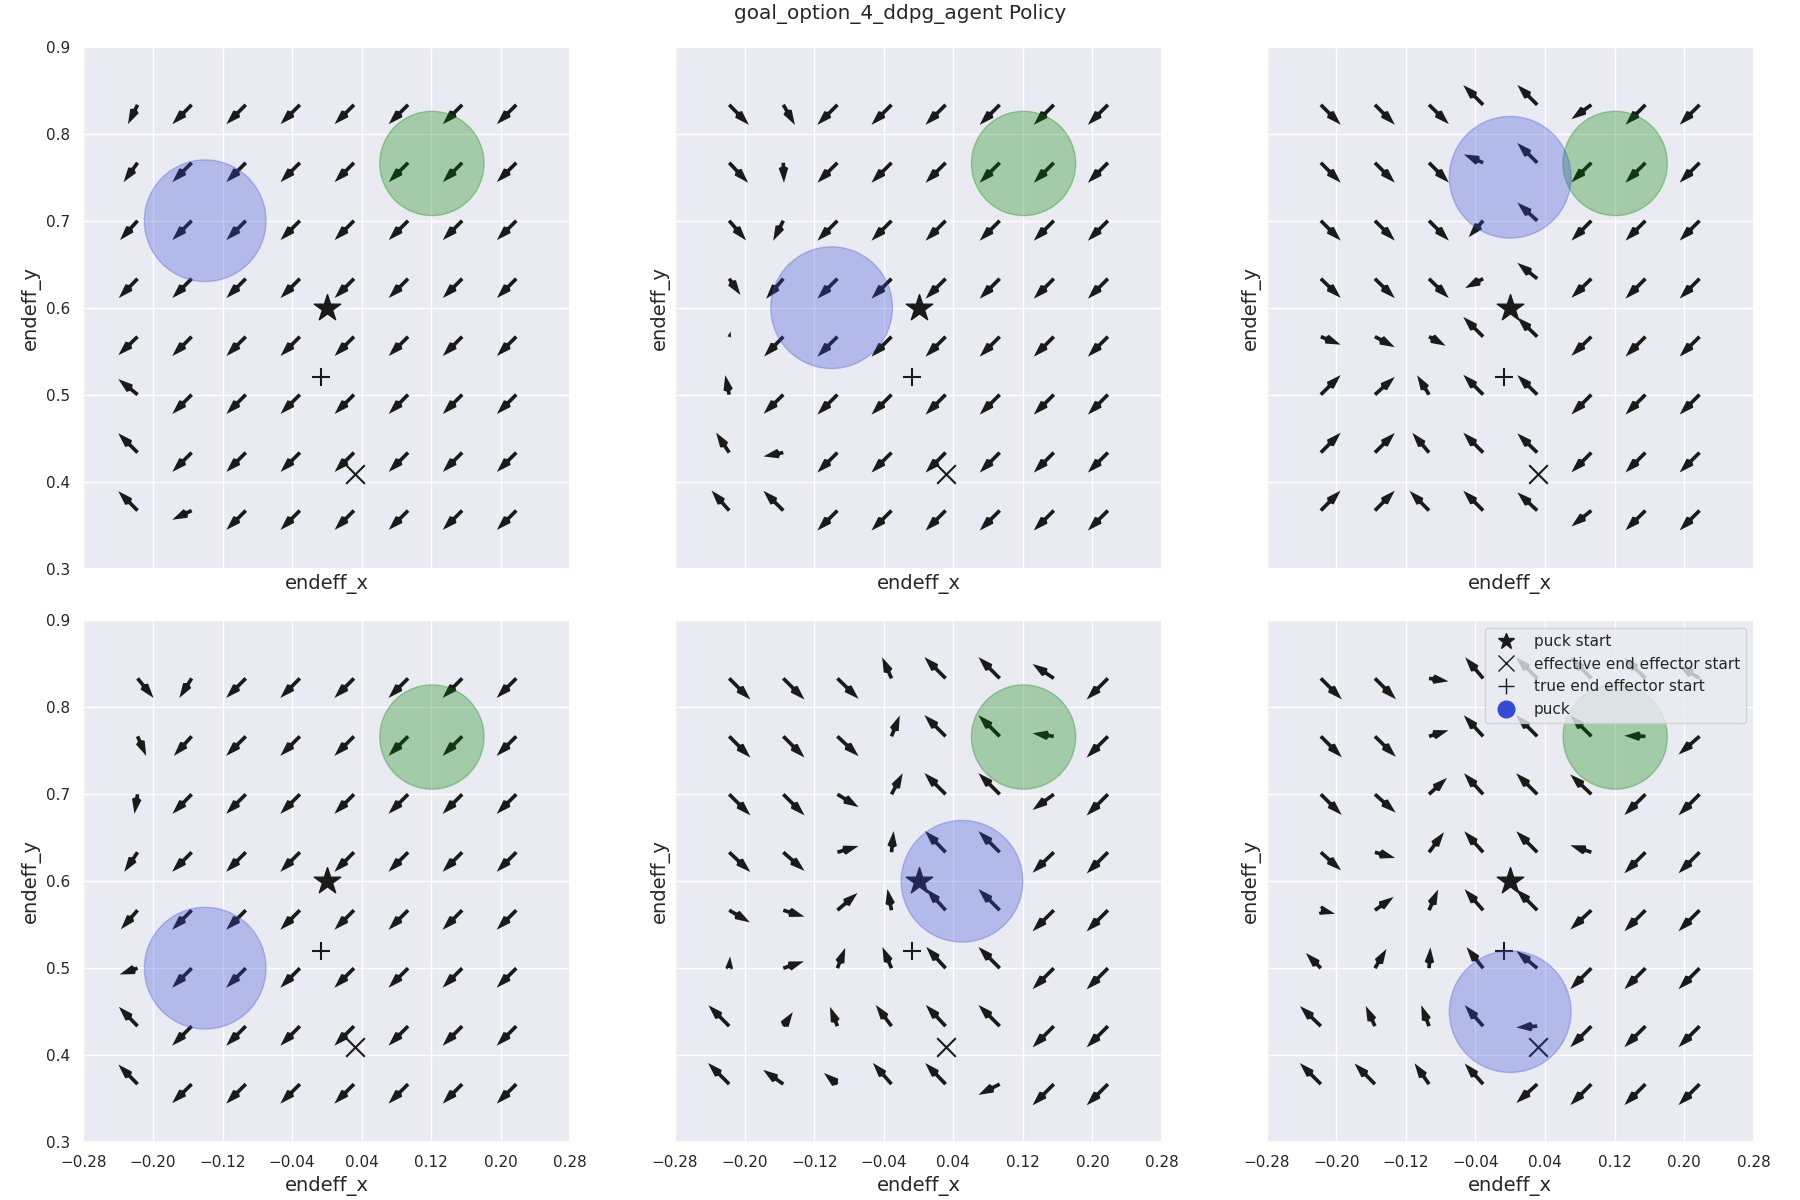 goal_option_4_ddpg_agent Policy
0.9
0.8
0.7
0.6
0.5
0.4
0.3
endeff_y
endeff_x
endeff_y
endeff_x
endeff_y
endeff_x
0.9
0.8
0.7
0.6
0.5
0.4
0.3
endeff_y
−0.28 −0.20 −0.12 −0.04 0.04 0.12 0.20 0.28
endeff_x
endeff_y
−0.28 −0.20 −0.12 −0.04 0.04 0.12 0.20 0.28
endeff_x
endeff_y
puck start
effective end effector start
true end effector start
puck
−0.28 −0.20 −0.12 −0.04 0.04 0.12 0.20 0.28
endeff_x